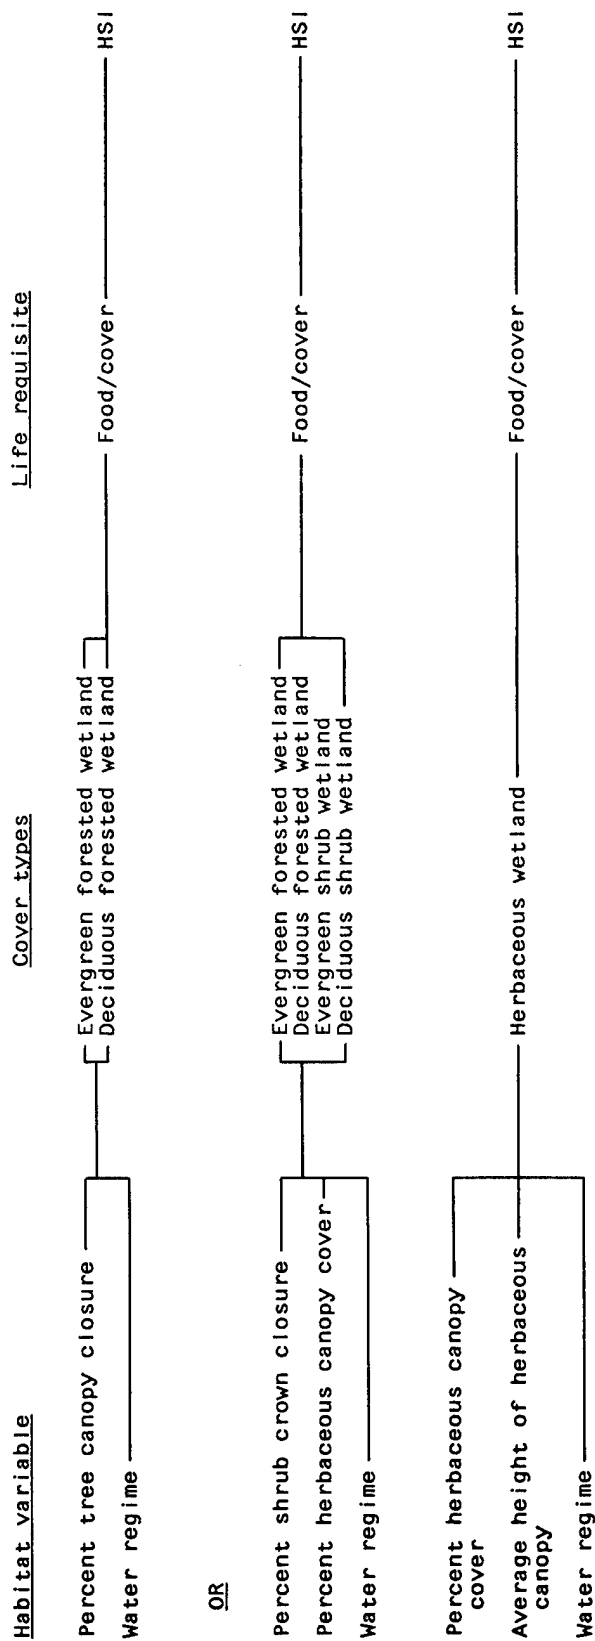 Habitat variable
Cover types
Life requisite
Percent tree canopy closure
Water regime
Evergreen forested wetland
Deciduous forested wetland
Food/cover
HSI
OR
Percent shrub crown closure
Percent herbaceous canopy cover
Water regime
Evergreen forested wetland
Deciduous forested wetland
Evergreen shrub wetland
Deciduous shrub wetland
Food/cover
HSI
Percent herbaceous canopy
cover
Average height of herbaceous
canopy
Water regime
Herbaceous wetland
Food/cover
HSI